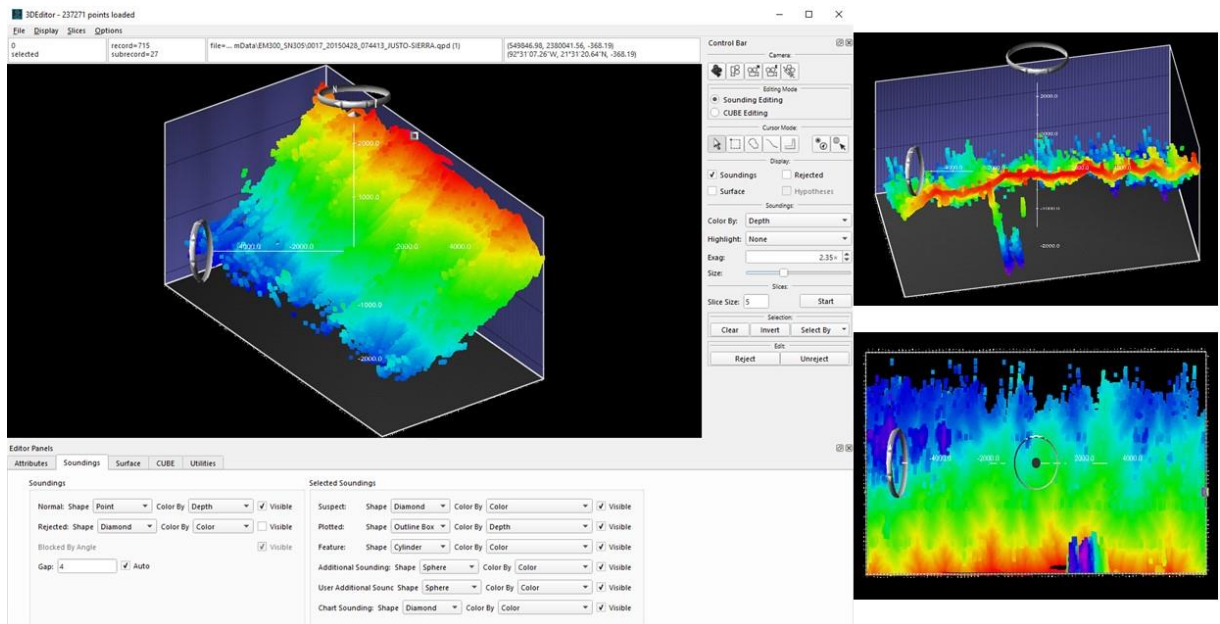 3DEditor - 237271 points loaded
File Display Slices Options
0
selected
record=715
subrecord=27
file=... mData\EM300_SN305\0017_20150428_074413_JUSTO-SIERRA.qpd (1)
(549846.98, 2380041.56, -368.19)
(92°31'07.26"W, 21°31'20.64"N, -368.19)
N
2000.0
1000.0
-4000.0 -2000.0 2000.0 4000.0
-1000.0
-2000.0
Control Bar
Camera:
Editing Mode
Sounding Editing
CUBE Editing
Cursor Mode:
Display:
Soundings Rejected
Surface Hypotheses
Soundings:
Color By: Depth
Highlight: None
Exag: 2.35×
Size:
Slices:
Slice Size: 5 Start
Selection:
Clear Invert Select By
Edit:
Reject Unreject
2000.0
-1000.0
-2000.0
-4000.0 -2000.0 2000.0 4000.0
Editor Panels
Attributes Soundings Surface CUBE Utilities
Soundings
Normal: Shape Point Color By Depth Visible
Rejected: Shape Diamond Color By Color Visible
Blocked By Angle Visible
Gap: 4 Auto
Selected Soundings
Suspect: Shape Diamond Color By Color Visible
Plotted: Shape Outline Box Color By Depth Visible
Feature: Shape Cylinder Color By Color Visible
Additional Sounding: Shape Sphere Color By Color Visible
User Additional Sounc Shape Sphere Color By Color Visible
Chart Sounding: Shape Diamond Color By Color Visible